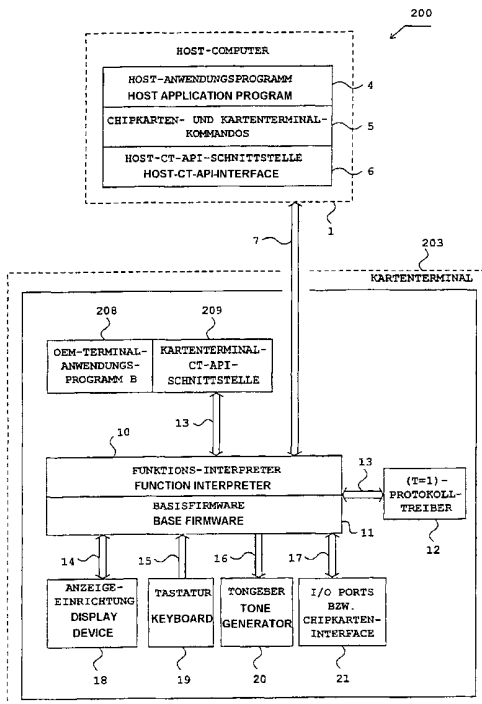 200
HOST-COMPUTER
HOST-ANWENDUNGSPROGRAMM
HOST APPLICATION PROGRAM
4
CHIPKARTEN- UND KARTENTERMINAL-
KOMMANDOS
5
HOST-CT-API-SCHNITTSTELLE
HOST-CT-API-INTERFACE
6
7
1
203
KARTENTERMINAL
208
209
OEM-TERMINAL-
ANWENDUNGS-
PROGRAMM B
KARTENTERMINAL-
CT-API-
SCHNITTSTELLE
13
10
FUNKTIONS-INTERPRETER
FUNCTION INTERPRETER
BASISFIRMWARE
BASE FIRMWARE
11
13
(T=1)-
PROTOKOLL-
TREIBER
12
14
15
16
17
ANZEIGE-
EINRICHTUNG
DISPLAY
DEVICE
TASTATUR
KEYBOARD
TONGEBER
TONE
GENERATOR
I/O PORTS
BZW.
CHIPKARTEN-
INTERFACE
18
19
20
21